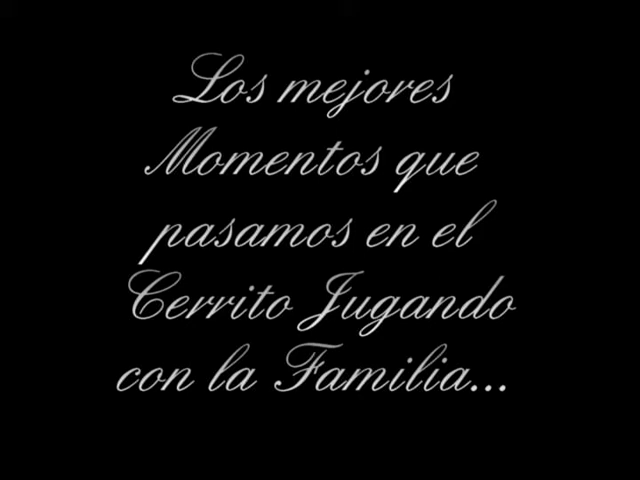 Los mejores
Momentos que
pasamos en el
Cerrito Jugando
con la Familia...